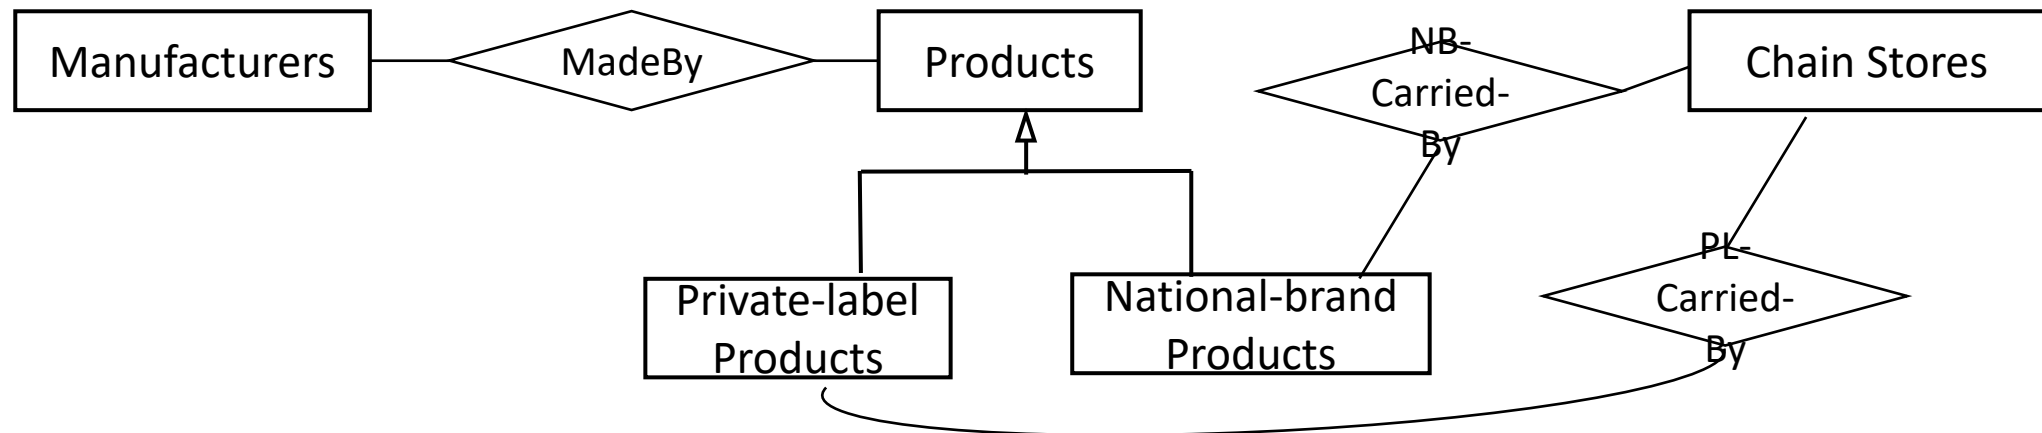 Manufacturers
MadeBy
Products
NB-
Carried-
By
Chain Stores
Private-label
Products
National-brand
Products
PL-
Carried-
By